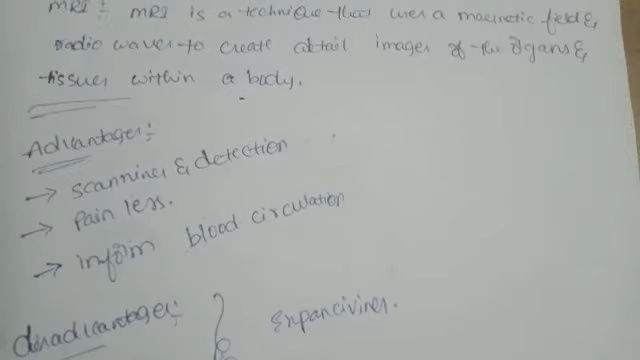 MRI :- MRI is a technique that uses a magnetic field &
radio waves to create detail images of the organs &
tissues within a body.
Advantages :-
→ scanning & detection
→ Pain less.
→ inform blood circulation
disadvantages :- Expancivines.